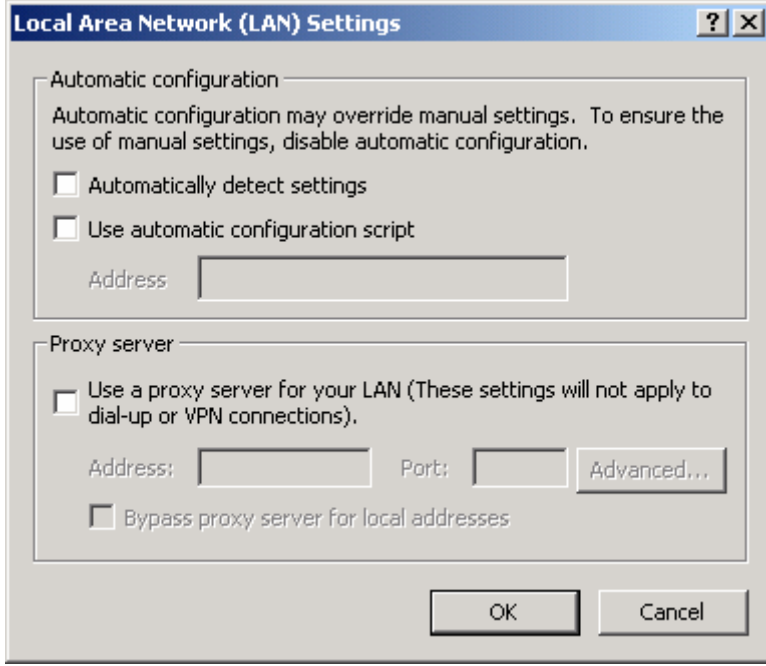 Local Area Network (LAN) Settings
Automatic configuration
Automatic configuration may override manual settings.  To ensure the
use of manual settings, disable automatic configuration.
Automatically detect settings
Use automatic configuration script
Address
Proxy server
Use a proxy server for your LAN (These settings will not apply to
dial-up or VPN connections).
Address: Port: Advanced...
Bypass proxy server for local addresses
OK Cancel